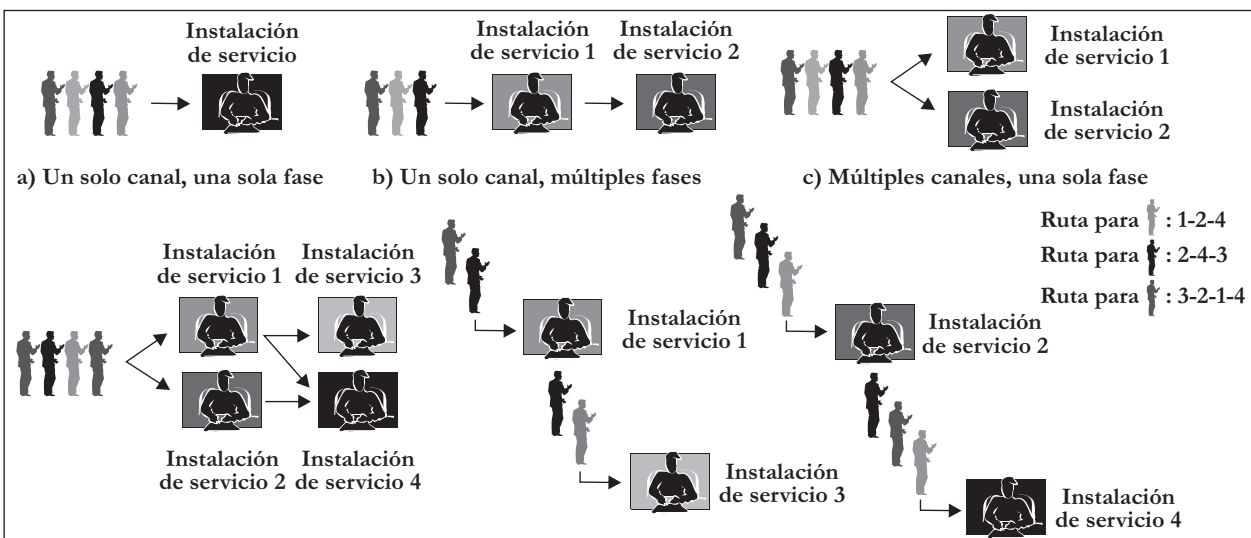 Instalación
de servicio
a) Un solo canal, una sola fase
Instalación
de servicio 1
Instalación
de servicio 2
b) Un solo canal, múltiples fases
Instalación
de servicio 1
Instalación
de servicio 2
c) Múltiples canales, una sola fase
Instalación
de servicio 1
Instalación
de servicio 3
Instalación
de servicio 2
Instalación
de servicio 4
Instalación
de servicio 1
Instalación
de servicio 2
Instalación
de servicio 3
Instalación
de servicio 4
Ruta para : 1-2-4
Ruta para : 2-4-3
Ruta para : 3-2-1-4